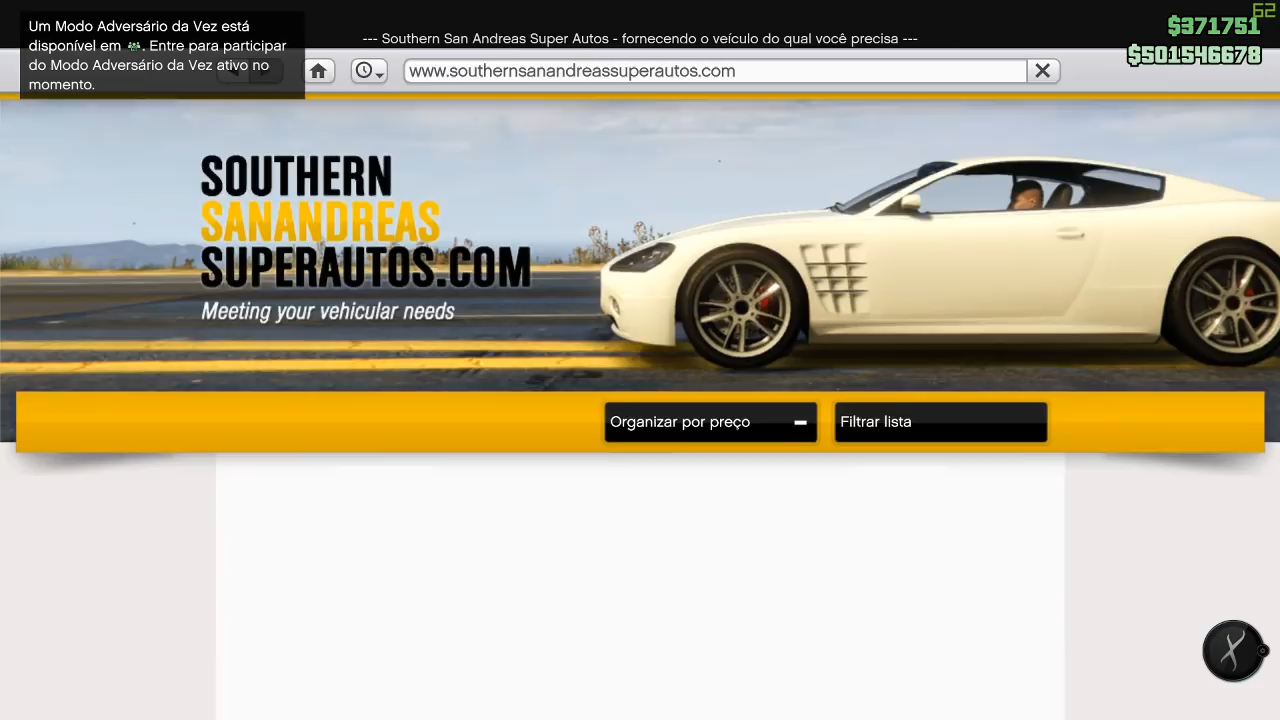 Um Modo Adversário da Vez está
disponível em . Entre para participar
do Modo Adversário da Vez ativo no
momento.
--- Southern San Andreas Super Autos - fornecendo o veículo do qual você precisa ---
62
$371751
$501546678
www.southernsanandreassuperautos.com
SOUTHERN
SANANDREAS
SUPERAUTOS.COM
Meeting your vehicular needs
Organizar por preço
Filtrar lista